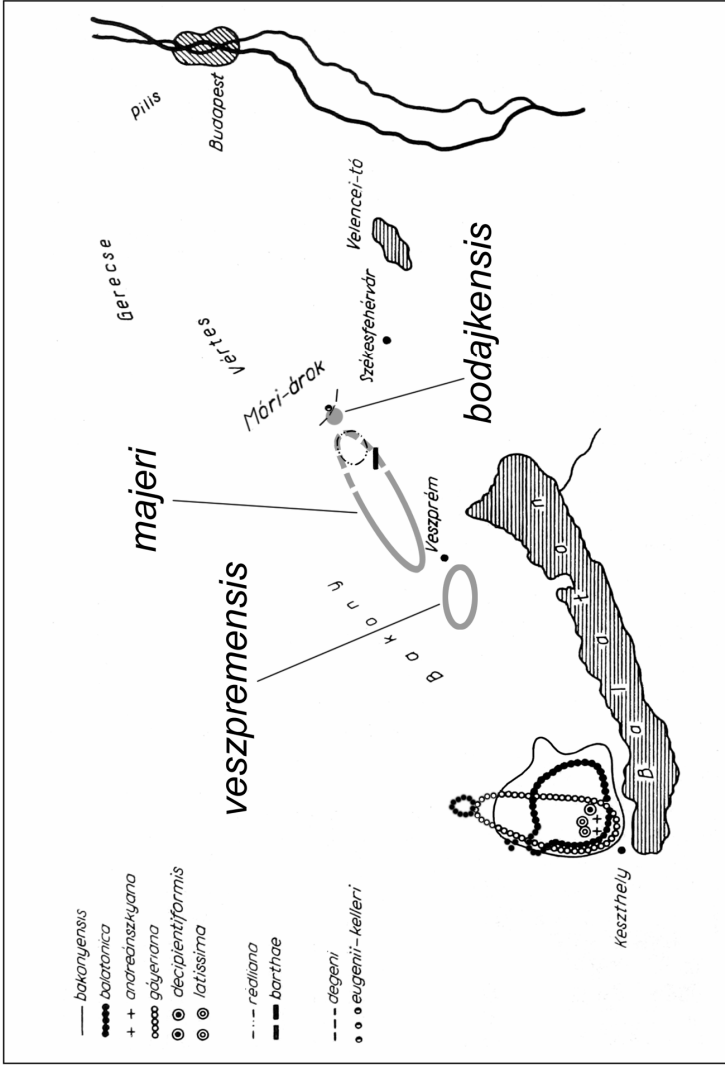 Pilis
Budapest
Gerecse
Vértes
Velencei-tó
Székesfehérvár
Móri-árok
bodajkensis
majeri
Veszprém
veszpremensis
Bakony
Balaton
Keszthely
bakonyensis
balatonica
+ + andreánszkyana
gáyeriana
decipientiformis
latissima
redliana
barthae
degeni
eugenii-kelleri